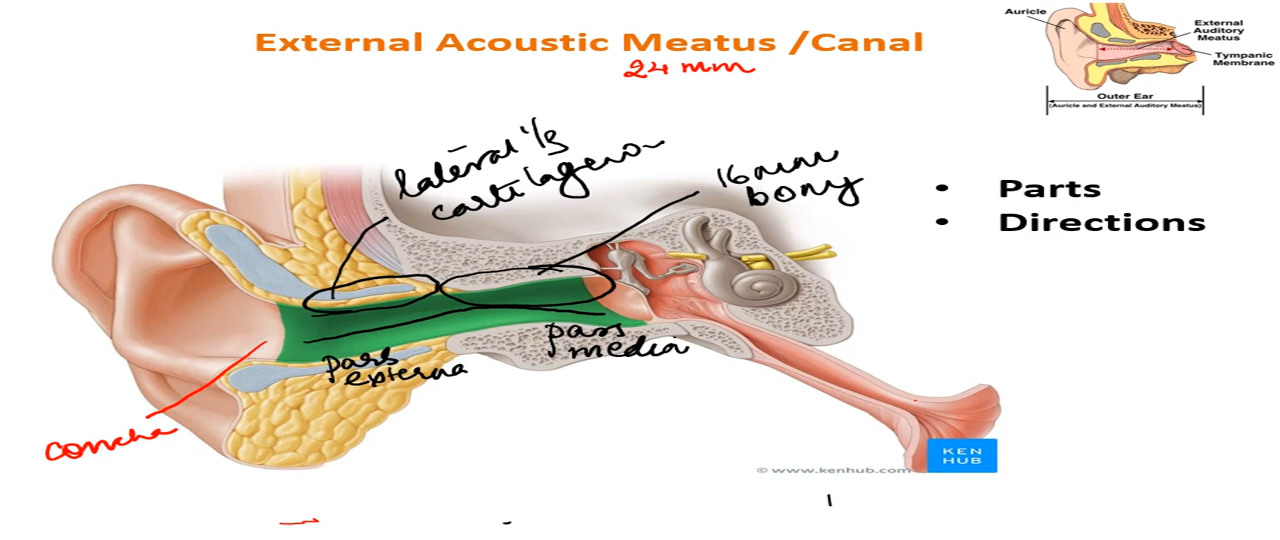 External Acoustic Meatus /Canal
24 mm
Auricle
External
Auditory
Meatus
Tympanic
Membrane
Outer Ear
(Auricle and External Auditory Meatus)
lateral 1/3
16 mm
bony
• Parts
• Directions
pars
externa
pars
media
concha
KEN
HUB
© www.kenhub.com